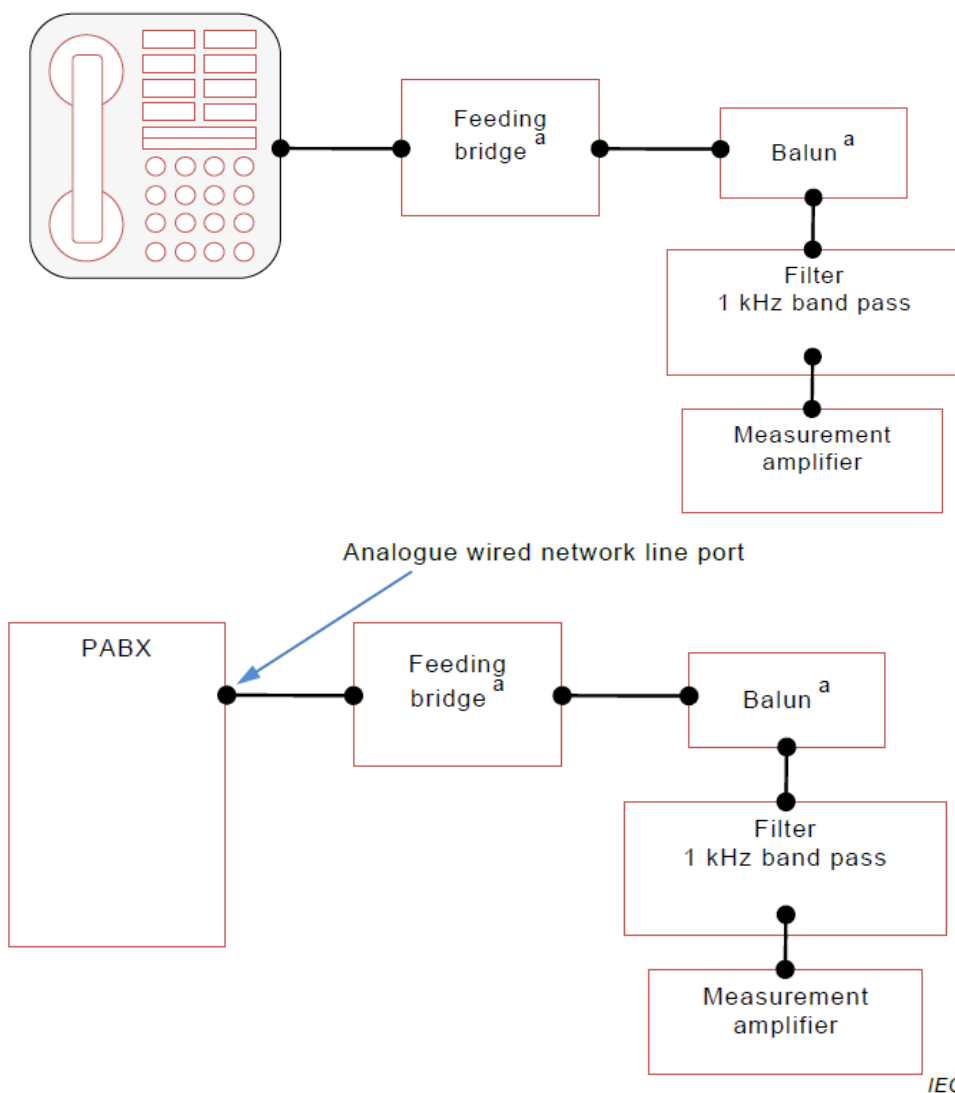 Feeding
bridge a
Balun a
Filter
1 kHz band pass
Measurement
amplifier
Analogue wired network line port
PABX
Feeding
bridge a
Balun a
Filter
1 kHz band pass
Measurement
amplifier
IEC